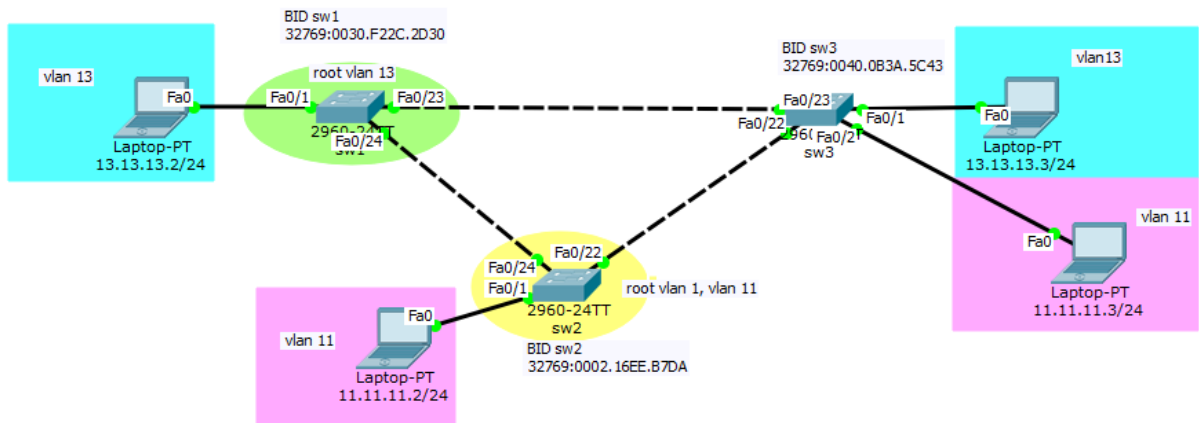 BID sw1
32769:0030.F22C.2D30
vlan 13
root vlan 13
Fa0
Fa0/1
Fa0/23
Fa0/24
2960-24TT
sw1
Laptop-PT
13.13.13.2/24
BID sw3
32769:0040.0B3A.5C43
vlan13
Fa0/23
Fa0/22
Fa0/1
Fa0/2
sw3
Fa0
Laptop-PT
13.13.13.3/24
vlan 11
Fa0
Laptop-PT
11.11.11.3/24
Fa0/22
Fa0/24
Fa0/1
2960-24TT
sw2
root vlan 1, vlan 11
BID sw2
32769:0002.16EE.B7DA
Fa0
vlan 11
Laptop-PT
11.11.11.2/24